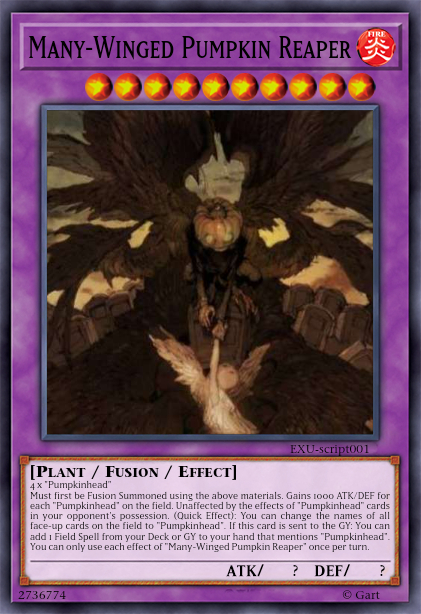 Many-Winged Pumpkin Reaper
FIRE
炎
EXU-script001
[Plant / Fusion / Effect]
4 x "Pumpkinhead"
Must first be Fusion Summoned using the above materials. Gains 1000 ATK/DEF for
each "Pumpkinhead" on the field. Unaffected by the effects of "Pumpkinhead" cards
in your opponent's possession. (Quick Effect): You can change the names of all
face-up cards on the field to "Pumpkinhead". If this card is sent to the GY: You can
add 1 Field Spell from your Deck or GY to your hand that mentions "Pumpkinhead".
You can only use each effect of "Many-Winged Pumpkin Reaper" once per turn.
ATK/ ? DEF/ ?
2736774 © Gart